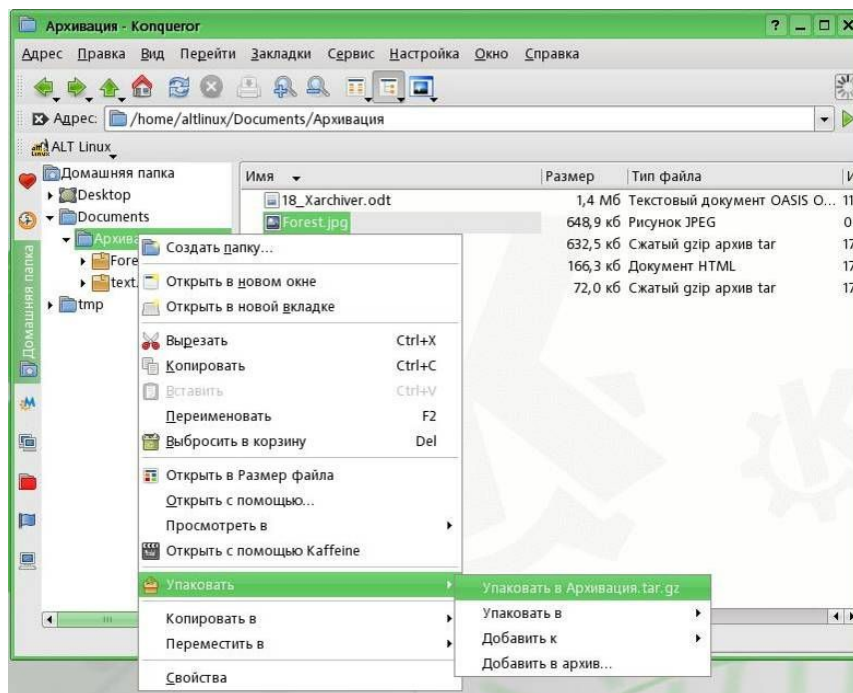 Архивация - Konqueror
Адрес Правка Вид Перейти Закладки Сервис Настройка Окно Справка
Адрес: /home/altlinux/Documents/Архивация
ALT Linux
Домашняя папка
Домашняя папка
Desktop
Documents
Архива
Fore
text.
tmp
Имя Размер Тип файла
18_Xarchiver.odt 1,4 Мб Текстовый документ OASIS O... 11
Forest.jpg 648,9 кб Рисунок JPEG 0
632,5 кб Сжатый gzip архив tar 17
166,3 кб Документ HTML 17
72,0 кб Сжатый gzip архив tar 17
Создать папку...
Открыть в новом окне
Открыть в новой вкладке
Вырезать Ctrl+X
Копировать Ctrl+C
Вставить Ctrl+V
Переименовать F2
Выбросить в корзину Del
Открыть в Размер файла
Открыть с помощью...
Просмотреть в
Открыть с помощью Kaffeine
Упаковать
Копировать в
Переместить в
Свойства
Упаковать в Архивация.tar.gz
Упаковать в
Добавить к
Добавить в архив...